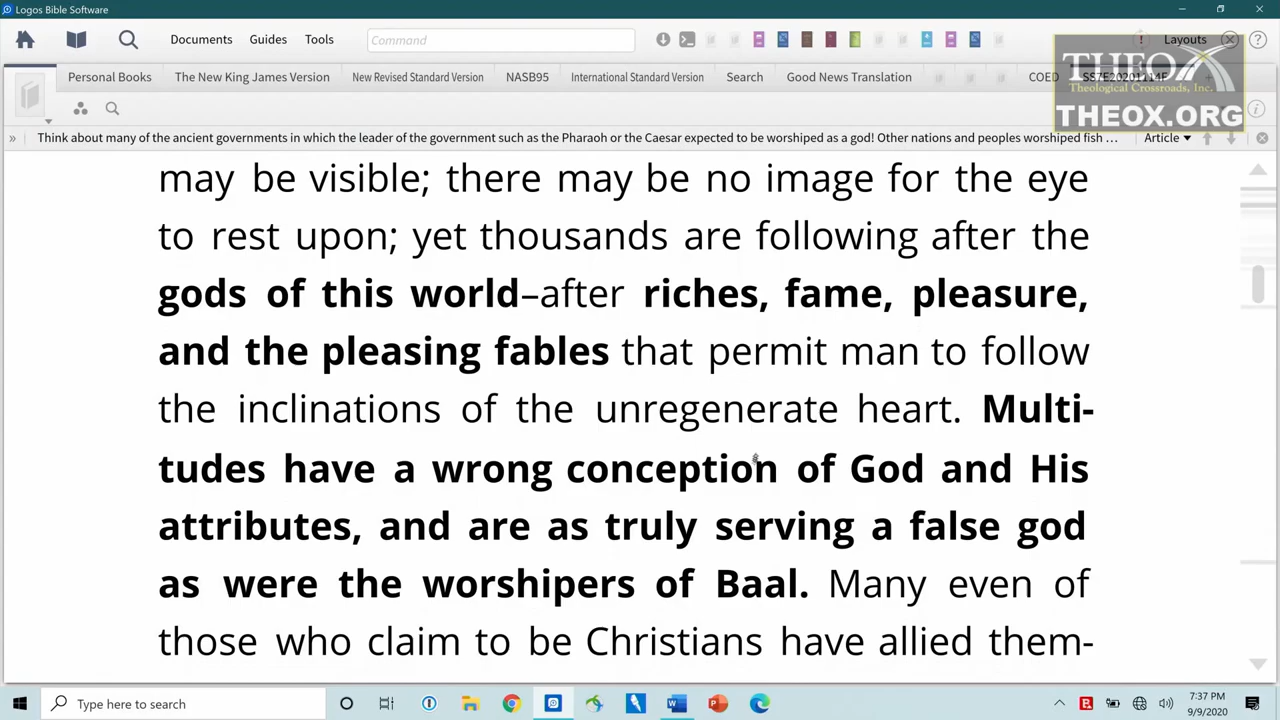 Logos Bible Software
Documents Guides Tools Command Layouts
THEOX
Theological Crossroads, Inc.
THEOX.ORG
Personal Books The New King James Version New Revised Standard Version NASB95 International Standard Version Search Good News Translation COED SS7E20201114F
Think about many of the ancient governments in which the leader of the government such as the Pharaoh or the Caesar expected to be worshiped as a god! Other nations and peoples worshiped fish ... Article
may be visible; there may be no image for the eye
to rest upon; yet thousands are following after the
gods of this world–after riches, fame, pleasure,
and the pleasing fables that permit man to follow
the inclinations of the unregenerate heart. Multi-
tudes have a wrong conception of God and His
attributes, and are as truly serving a false god
as were the worshipers of Baal. Many even of
those who claim to be Christians have allied them-
Type here to search
7:37 PM
9/9/2020